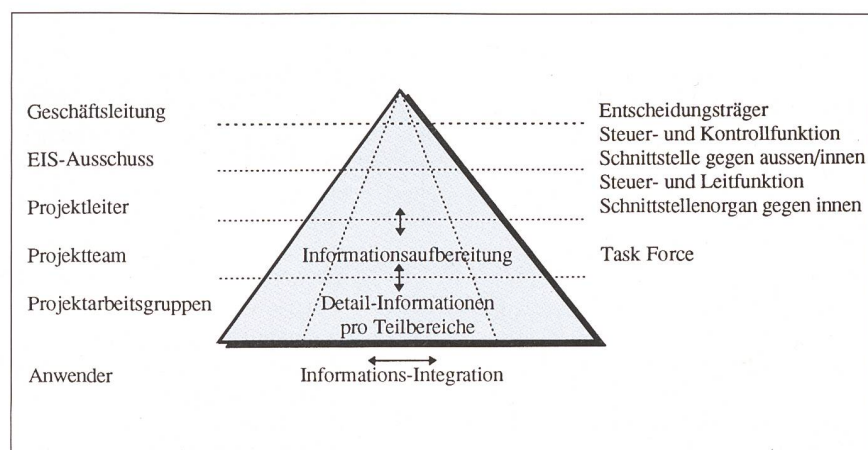 Geschäftsleitung
Entscheidungsträger
Steuer- und Kontrollfunktion
EIS-Ausschuss
Schnittstelle gegen aussen/innen
Steuer- und Leitfunktion
Projektleiter
Schnittstellenorgan gegen innen
Projektteam
Informationsaufbereitung
Task Force
Projektarbeitsgruppen
Detail-Informationen
pro Teilbereiche
Anwender
Informations-Integration